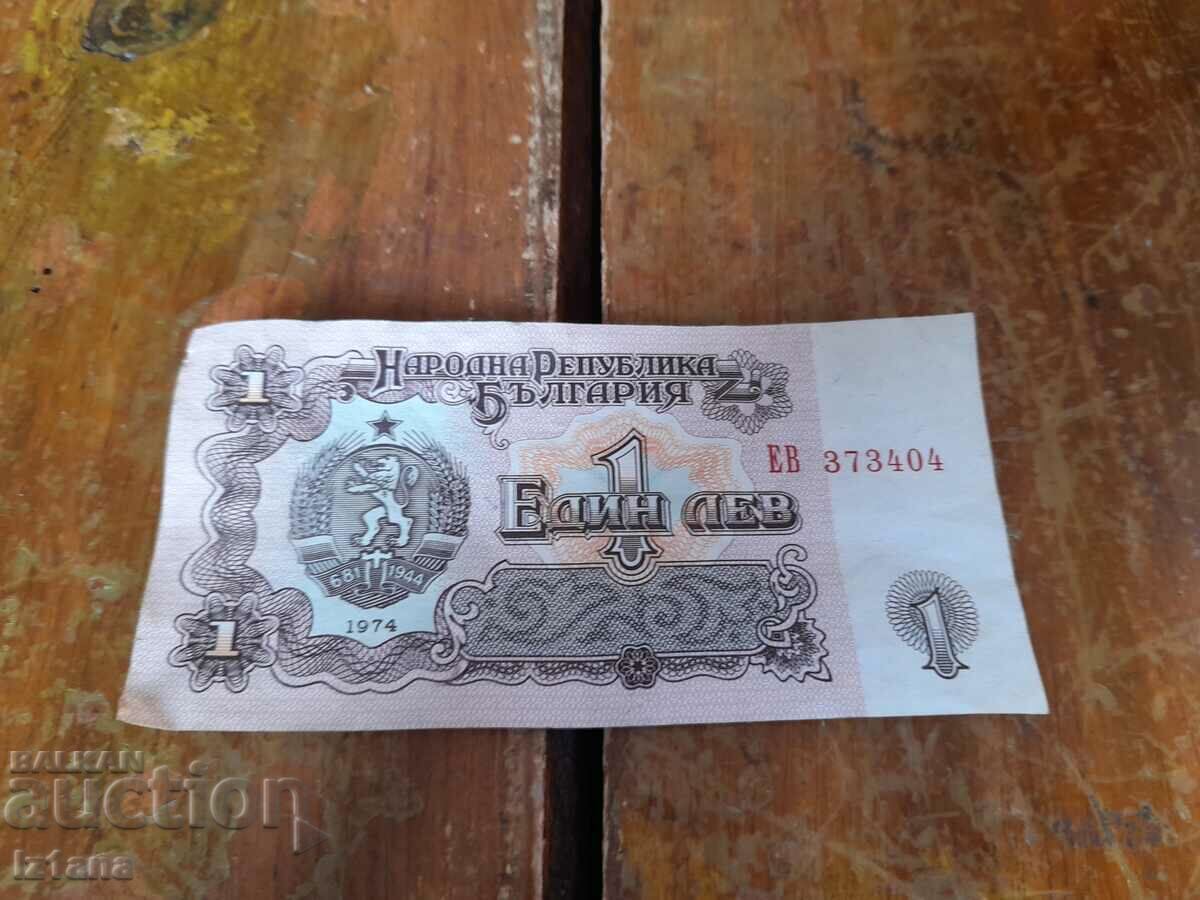 1
НАРОДНА РЕПУБЛИКА
БЪЛГАРИЯ
ЕВ 373404
1
ЕДИН ЛЕВ
681 1944
1974
1
1
BALKAN
auction
Iztana